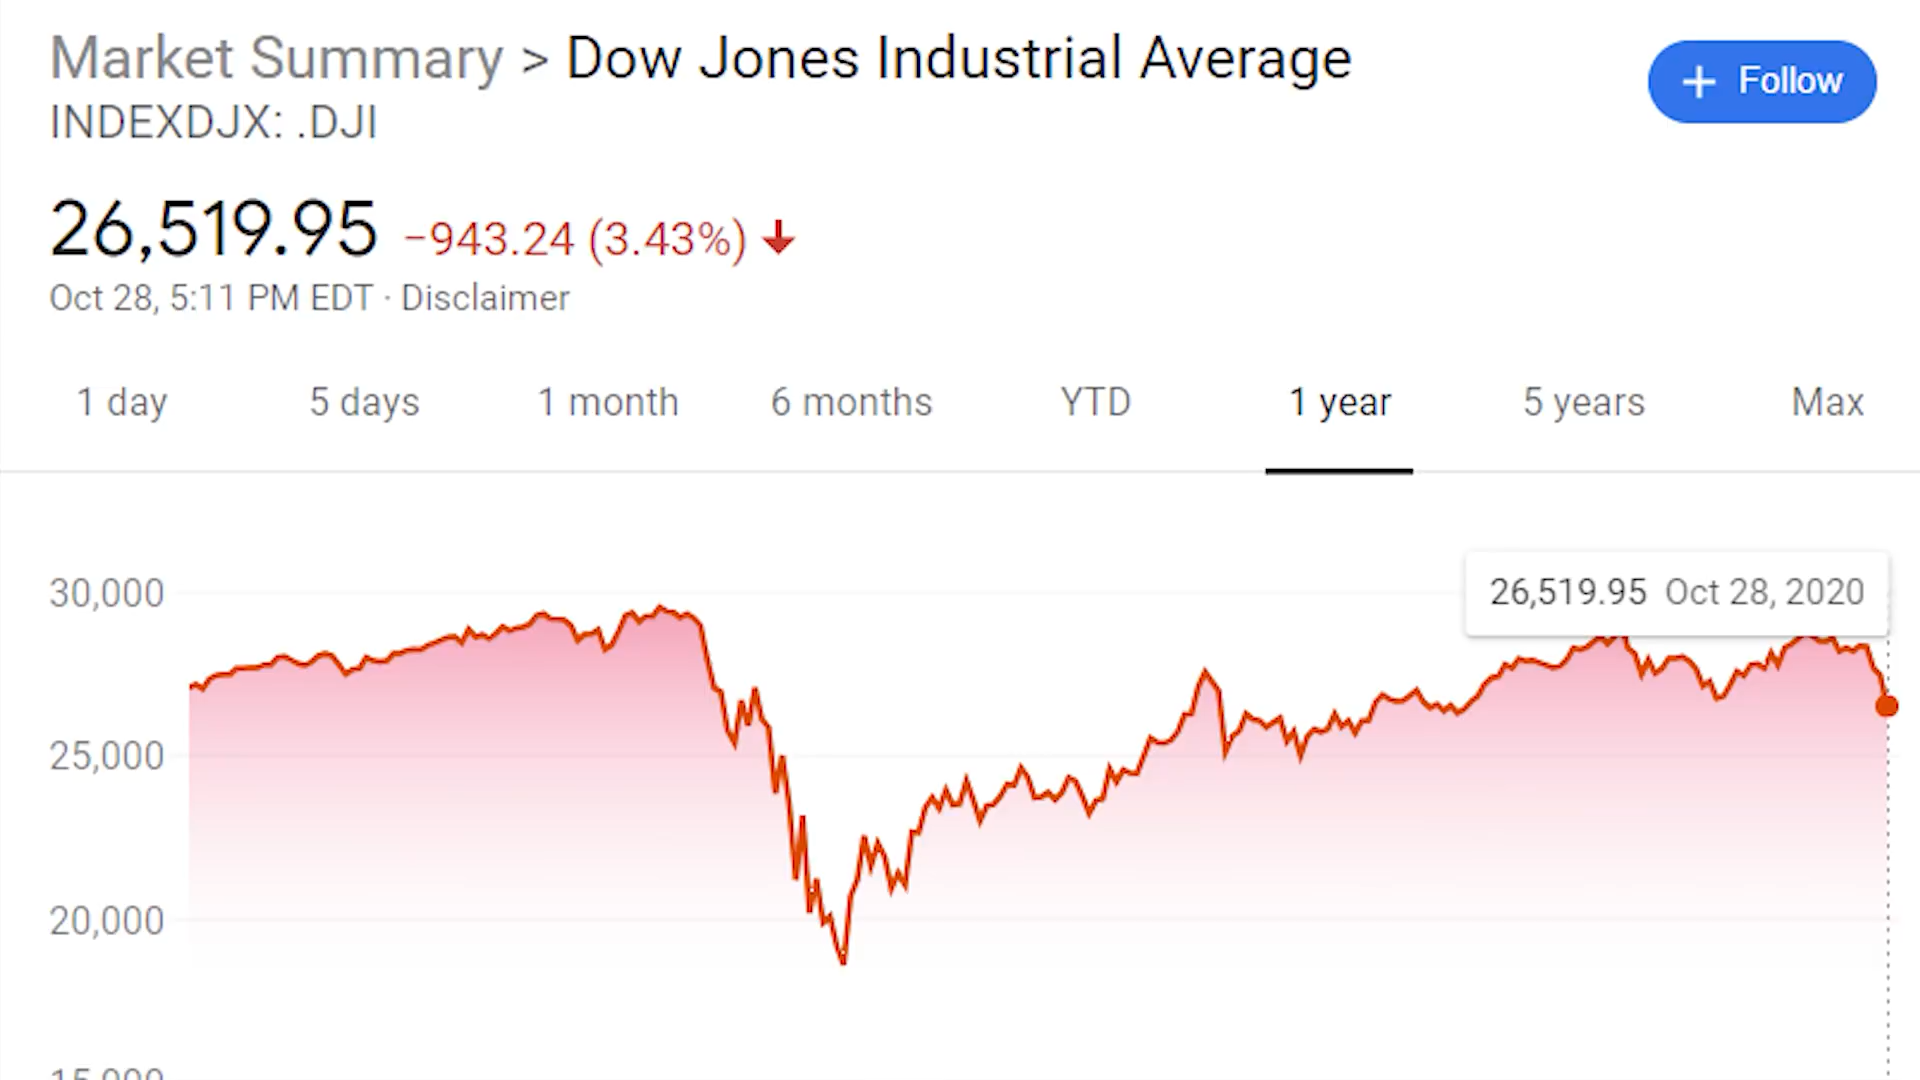 Market Summary > Dow Jones Industrial Average
+ Follow
INDEXDJX: .DJI
26,519.95 −943.24 (3.43%)
Oct 28, 5:11 PM EDT · Disclaimer
1 day 5 days 1 month 6 months YTD 1 year 5 years Max
26,519.95 Oct 28, 2020
30,000
25,000
20,000
15,000